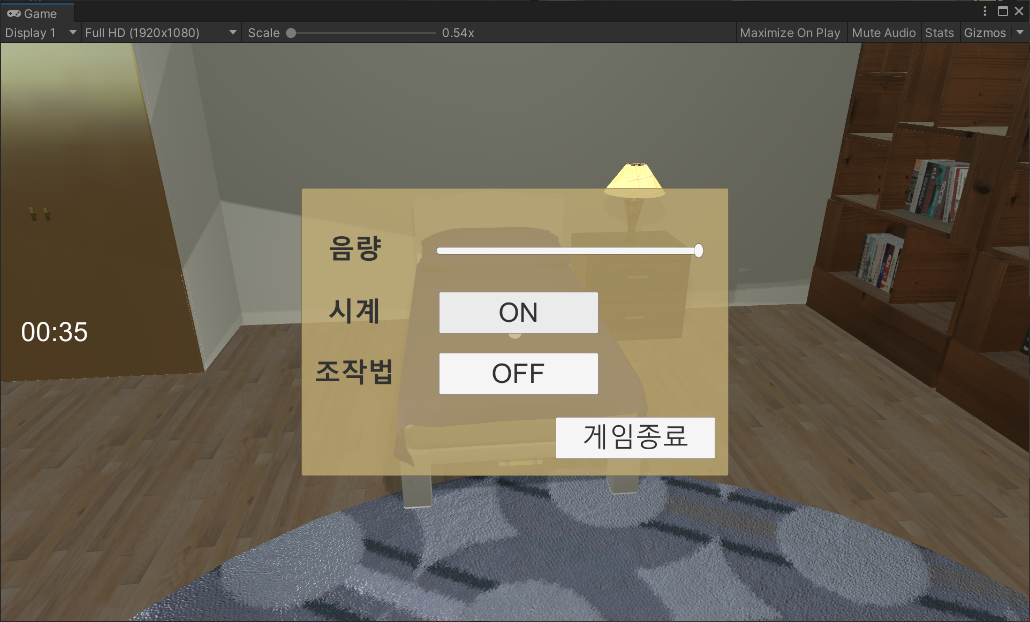 Game
Display 1 Full HD (1920x1080) Scale 0.54x Maximize On Play Mute Audio Stats Gizmos
음량
시계 ON
00:35
조작법 OFF
게임종료